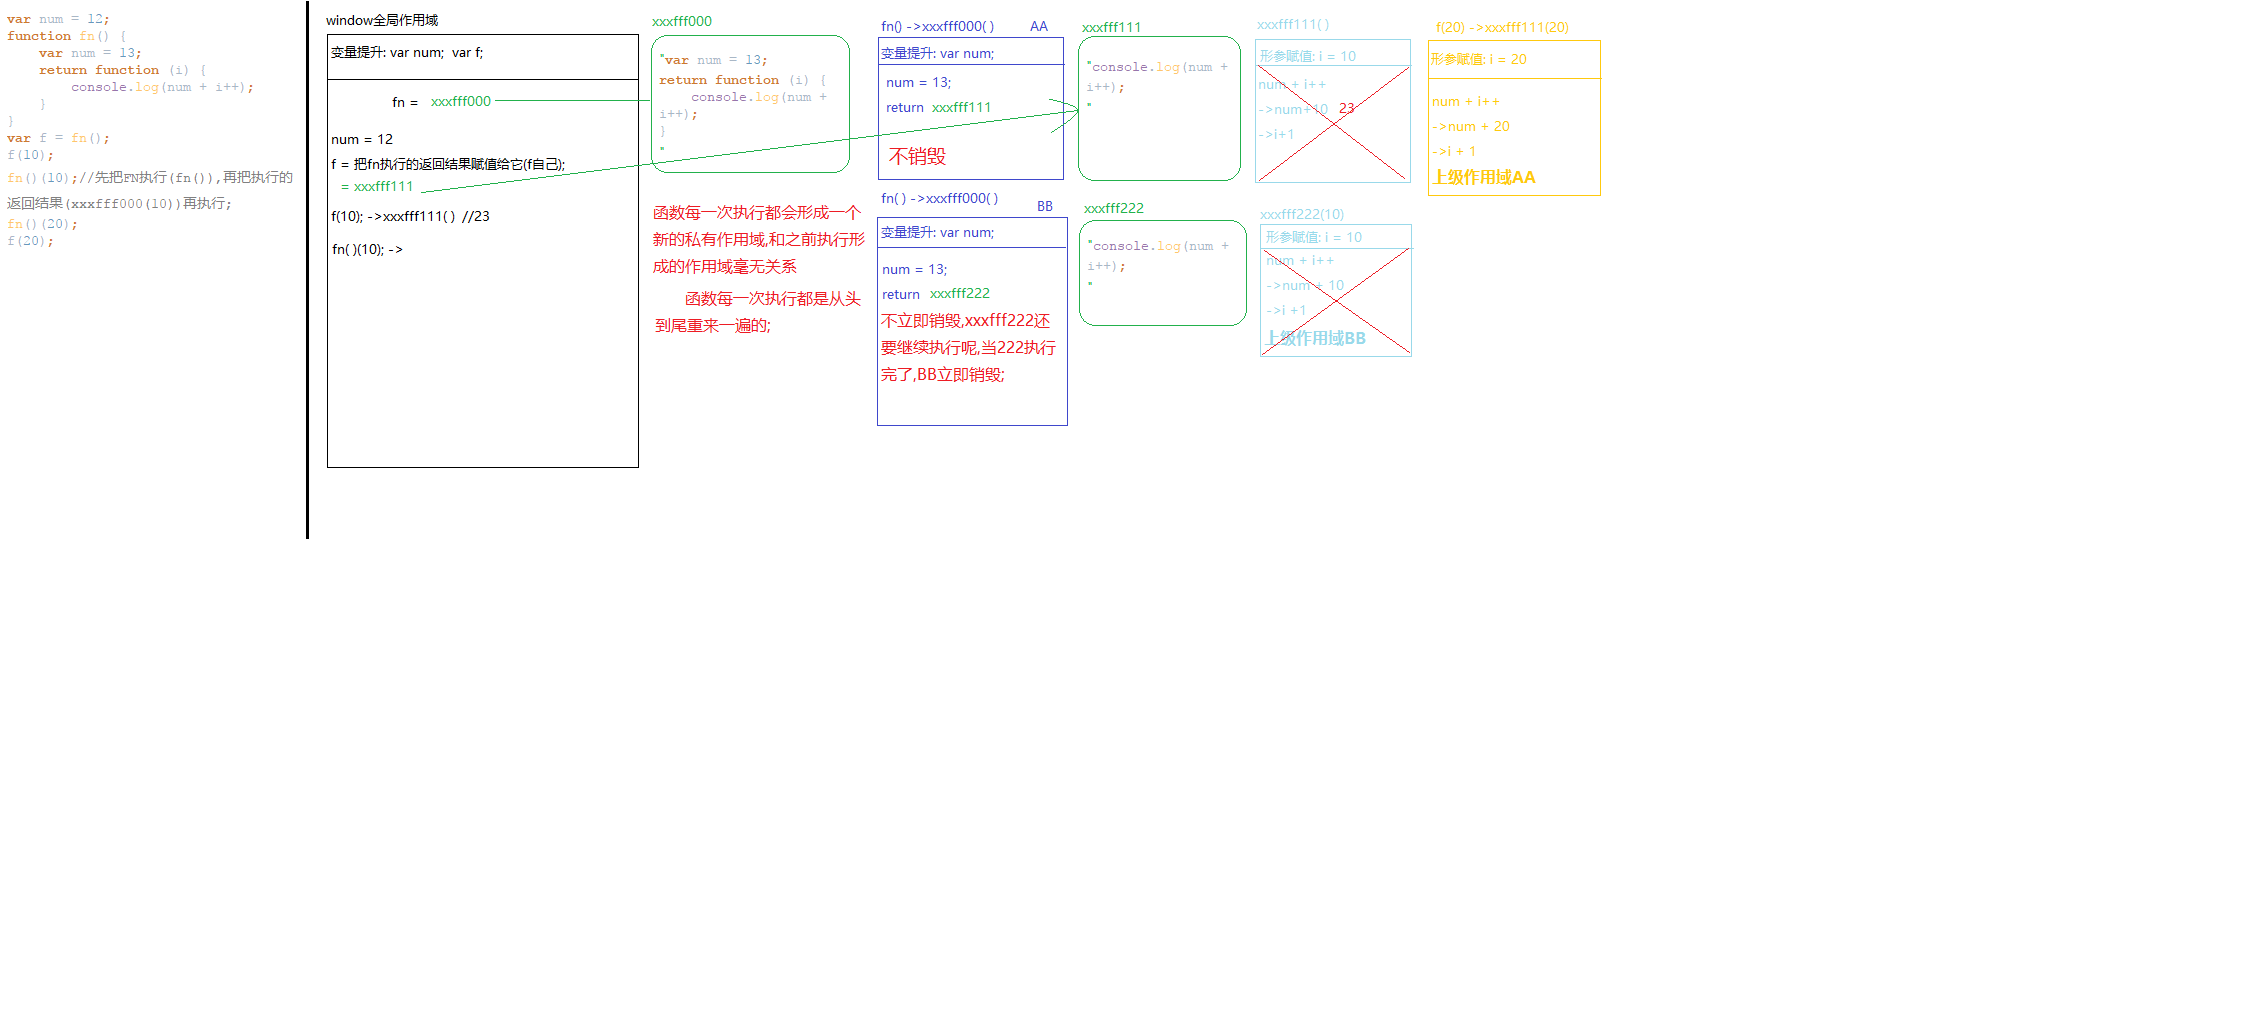 var num = 12;
function fn() {
    var num = 13;
    return function (i) {
        console.log(num + i++);
    }
}
var f = fn();
f(10);
fn()(10);//先把FN执行(fn()),再把执行的
返回结果(xxxfff000(10))再执行;
fn()(20);
f(20);
window全局作用域
变量提升: var num;  var f;
fn =   xxxfff000
num = 12
f = 把fn执行的返回结果赋值给它(f自己);
= xxxfff111
f(10); ->xxxfff111( )  //23
fn( )(10); ->
xxxfff000
"var num = 13;
return function (i) {
    console.log(num +
i++);
}
"
函数每一次执行都会形成一个
新的私有作用域,和之前执行形
成的作用域毫无关系
函数每一次执行都是从头
到尾重来一遍的;
fn() ->xxxfff000( )   AA
变量提升: var num;
num = 13;
return  xxxfff111
不销毁
fn( ) ->xxxfff000( )   BB
变量提升: var num;
num = 13;
return  xxxfff222
不立即销毁,xxxfff222还
要继续执行呢,当222执行
完了,BB立即销毁;
xxxfff111
"console.log(num +
i++);
"
xxxfff222
"console.log(num +
i++);
"
xxxfff111( )
形参赋值: i = 10
num + i++
->num+10  23
->i+1
xxxfff222(10)
形参赋值: i = 10
num + i++
->num + 10
->i +1
上级作用域BB
f(20) ->xxxfff111(20)
形参赋值: i = 20
num + i++
->num + 20
->i + 1
上级作用域AA